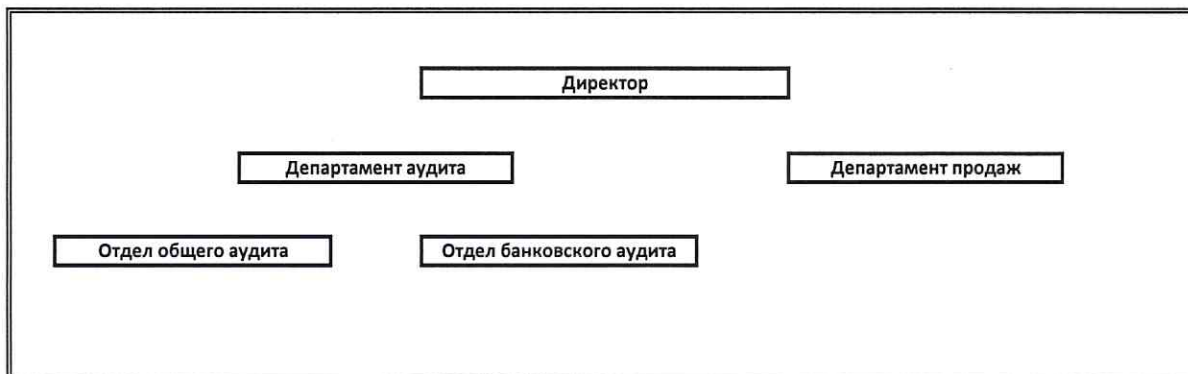 Директор
Департамент аудита
Департамент продаж
Отдел общего аудита
Отдел банковского аудита